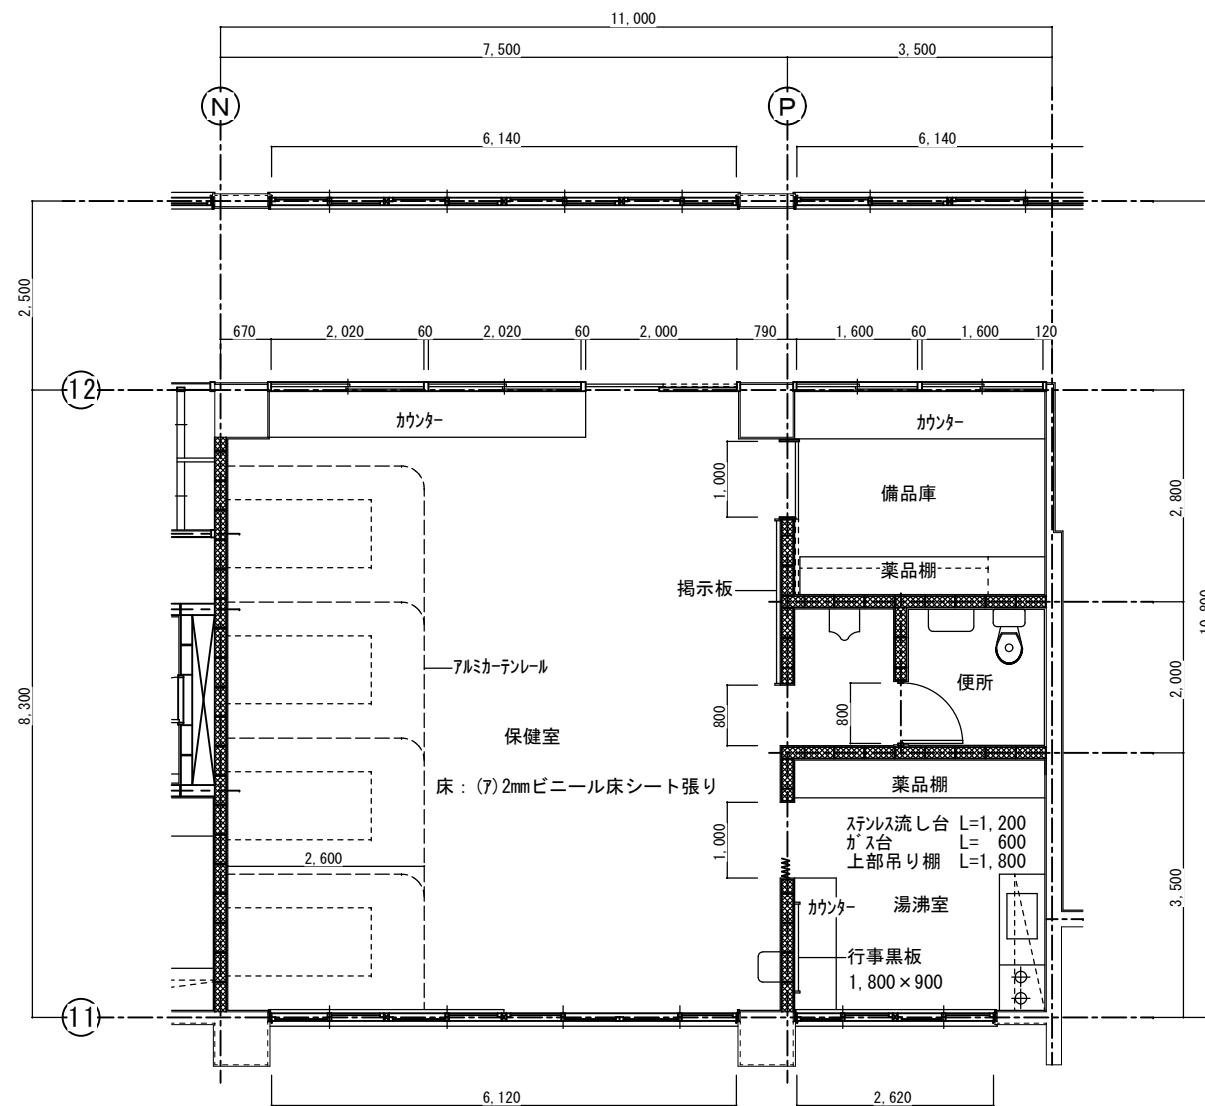 11,000
7,500
3,500
N
P
6,140
6,140
2,500
670
2,020
60
2,020
60
2,000
790
1,600
60
1,600
120
12
カウンター
カウンター
1,000
備品庫
2,800
薬品棚
掲示板
アルミカーテンレール
便所
2,000
8,300
800
800
保健室
床：(ア)2mmビニール床シート張り
薬品棚
ステンレス流し台 L=1,200
ガス台 L= 600
上部吊り棚 L=1,800
1,000
2,600
カウンター
湯沸室
3,500
行事黒板
1,800×900
11
6,120
2,620